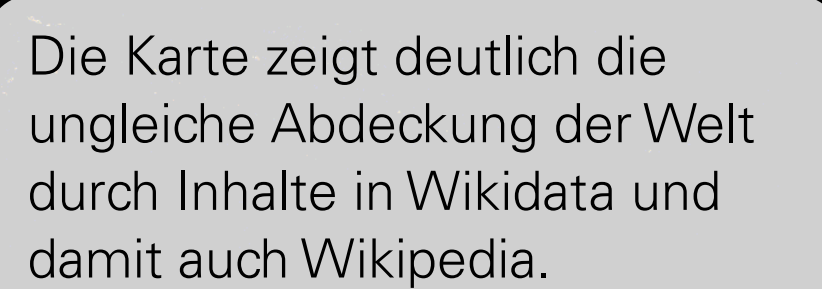 Die Karte zeigt deutlich die
ungleiche Abdeckung der Welt
durch Inhalte in Wikidata und
damit auch Wikipedia.